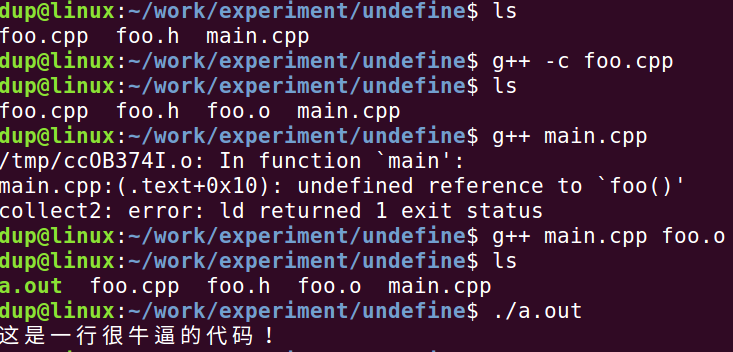 dup@linux:~/work/experiment/undefine$ ls
foo.cpp  foo.h  main.cpp
dup@linux:~/work/experiment/undefine$ g++ -c foo.cpp
dup@linux:~/work/experiment/undefine$ ls
foo.cpp  foo.h  foo.o  main.cpp
dup@linux:~/work/experiment/undefine$ g++ main.cpp
/tmp/ccOB374I.o: In function `main':
main.cpp:(.text+0x10): undefined reference to `foo()'
collect2: error: ld returned 1 exit status
dup@linux:~/work/experiment/undefine$ g++ main.cpp foo.o
dup@linux:~/work/experiment/undefine$ ls
a.out  foo.cpp  foo.h  foo.o  main.cpp
dup@linux:~/work/experiment/undefine$ ./a.out
这是一行很牛逼的代码！